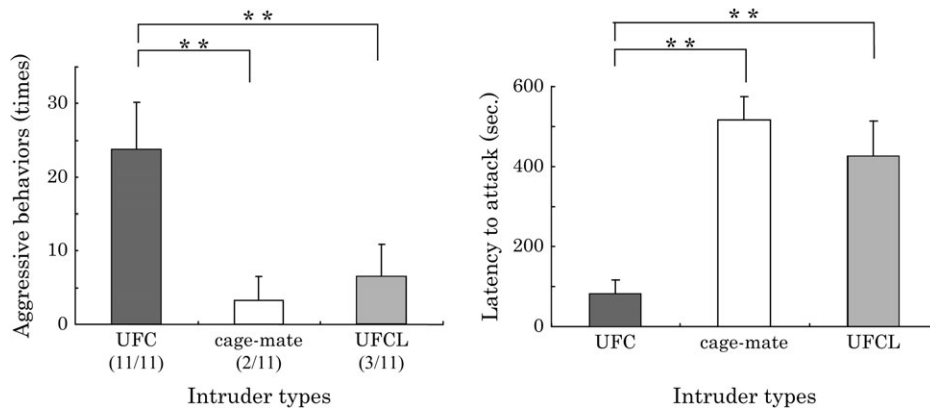 * *
* *
Aggressive behaviors (times)
30
20
10
0
UFC cage-mate UFCL
(11/11) (2/11) (3/11)
Intruder types
* *
* *
Latency to attack (sec.)
600
400
200
0
UFC cage-mate UFCL
Intruder types